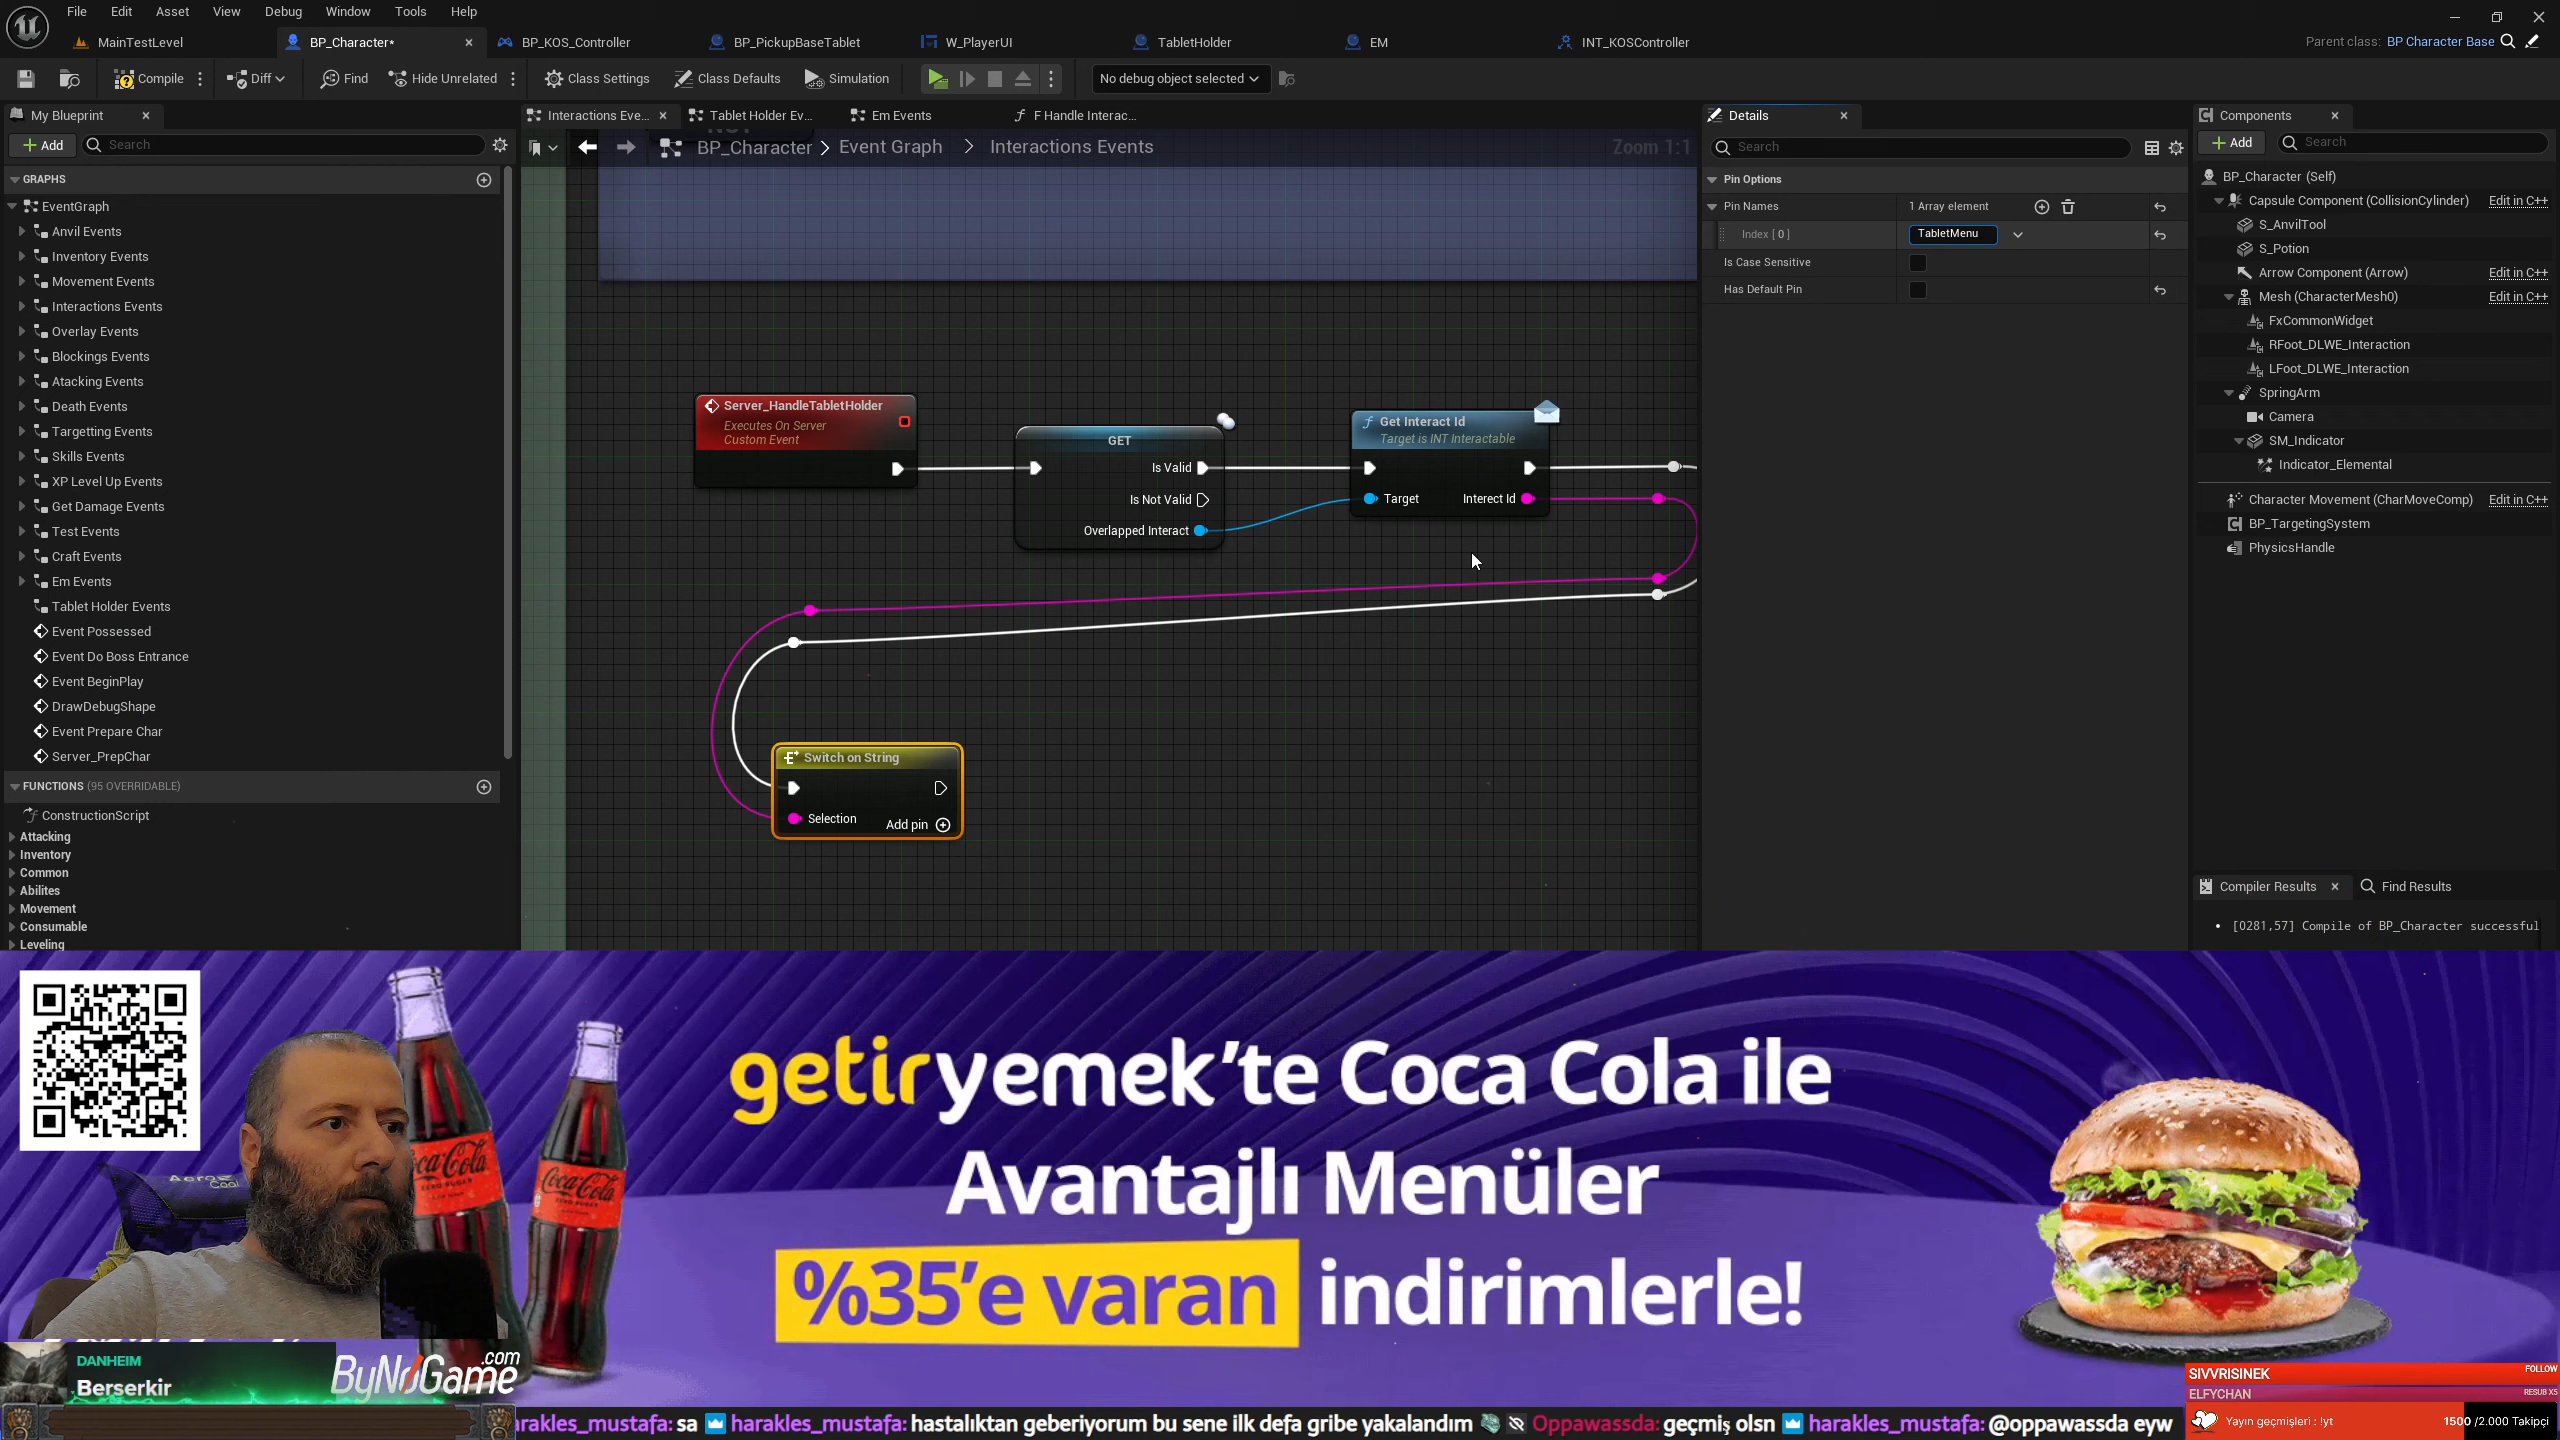 File Edit Asset View Debug Window Tools Help
MainTestLevel
BP_Character*
BP_KOS_Controller
BP_PickupBaseTablet
W_PlayerUI
TabletHolder
EM
INT_KOSController
Parent class: BP Character Base
Compile
Diff
Find
Hide Unrelated
Class Settings
Class Defaults
Simulation
No debug object selected
My Blueprint
Add
Search
GRAPHS
EventGraph
Anvil Events
Inventory Events
Movement Events
Interactions Events
Overlay Events
Blockings Events
Atacking Events
Death Events
Targetting Events
Skills Events
XP Level Up Events
Get Damage Events
Test Events
Craft Events
Em Events
Tablet Holder Events
Event Possessed
Event Do Boss Entrance
Event BeginPlay
DrawDebugShape
Event Prepare Char
Server_PrepChar
FUNCTIONS (95 OVERRIDABLE)
ConstructionScript
Attacking
Inventory
Common
Abilites
Movement
Consumable
Leveling
Interactions Eve...
Tablet Holder Ev...
Em Events
F Handle Interac...
BP_Character > Event Graph > Interactions Events
Zoom 1:1
Server_HandleTabletHolder
Executes On Server
Custom Event
GET
Is Valid
Is Not Valid
Overlapped Interact
Get Interact Id
Target is INT Interactable
Target
Interect Id
Switch on String
Selection
Add pin
Details
Search
Pin Options
Pin Names
1 Array element
Index [ 0 ]
TabletMenu
Is Case Sensitive
Has Default Pin
Components
Add
Search
BP_Character (Self)
Capsule Component (CollisionCylinder) Edit in C++
S_AnvilTool
S_Potion
Arrow Component (Arrow) Edit in C++
Mesh (CharacterMesh0) Edit in C++
FxCommonWidget
RFoot_DLWE_Interaction
LFoot_DLWE_Interaction
SpringArm
Camera
SM_Indicator
Indicator_Elemental
Character Movement (CharMoveComp) Edit in C++
BP_TargetingSystem
PhysicsHandle
Compiler Results
Find Results
[0281,57] Compile of BP_Character successful
getiryemek'te Coca Cola ile
Avantajlı Menüler
%35'e varan indirimlerle!
DANHEIM
Berserkir
ByNoGame.com
SIVVRISINEK FOLLOW
ELFYCHAN RESUB X5
Yayın geçmişleri : !yt 1500 /2.000 Takipçi
arakles_mustafa: sa harakles_mustafa: hastalıktan geberiyorum bu sene ilk defa gribe yakalandım Oppawassda: geçmiş olsn harakles_mustafa: @oppawassda eyw